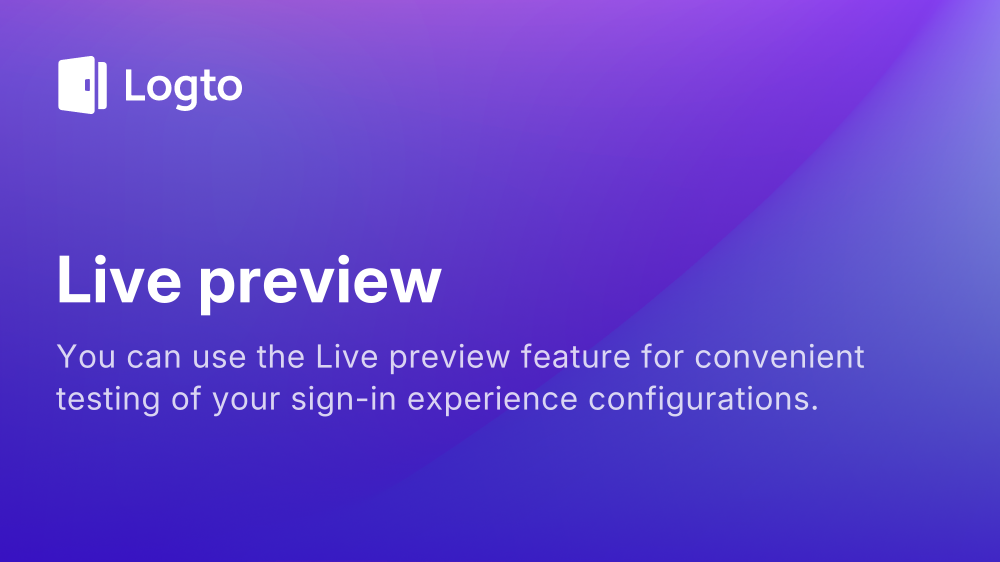 Logto
Live preview
You can use the Live preview feature for convenient
testing of your sign-in experience configurations.